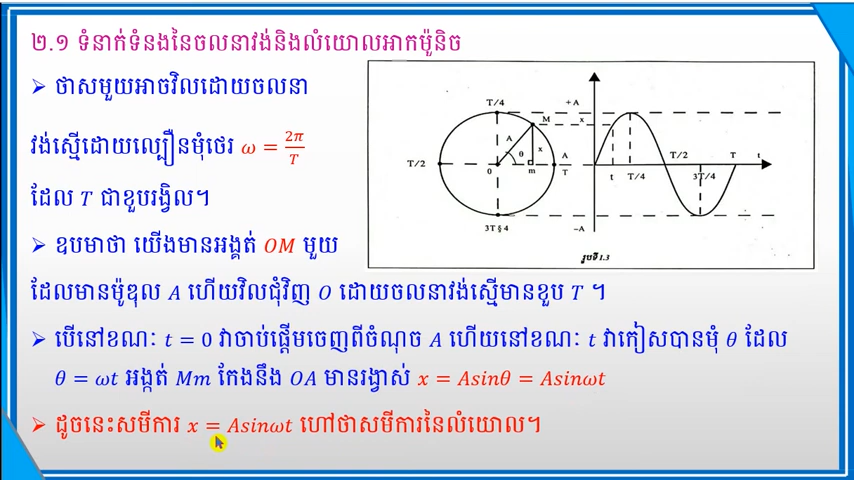 ២.១ ទំនាក់ទំនងនៃចលនាវង់និងលំយោលអាកម៉ូនិច
➢ ថាសមួយអាចវិលដោយចលនា
វង់ស្មើដោយល្បឿនមុំថេរ ω = 2π/T
ដែល T ជាខួបរង្វិល។
➢ ឧបមាថា យើងមានអង្គត់ OM មួយ
ដែលមានម៉ូឌុល A ហើយវិលជុំវិញ O ដោយចលនាវង់ស្មើមានខួប T ។
➢ បើនៅខណៈ t = 0 វាចាប់ផ្តើមចេញពីចំណុច A ហើយនៅខណៈ t វាកៀសបានមុំ θ ដែល
θ = ωt អង្កត់ Mm កែងនឹង OA មានរង្វាស់ x = Asinθ = Asinωt
➢ ដូចនេះសមីការ x = Asinωt ហៅថាសមីការនៃលំយោល។
T/4 +A
M x
A x
θ
T/2 A T/2 T t
0 m T t T/4 3T/4
3T§4 −A
រូបទី1.3